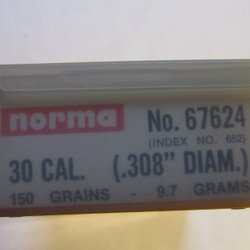 norma No. 67624
(INDEX NO. 652)
30 CAL. (.308" DIAM.)
150 GRAINS - 9.7 GRAMS